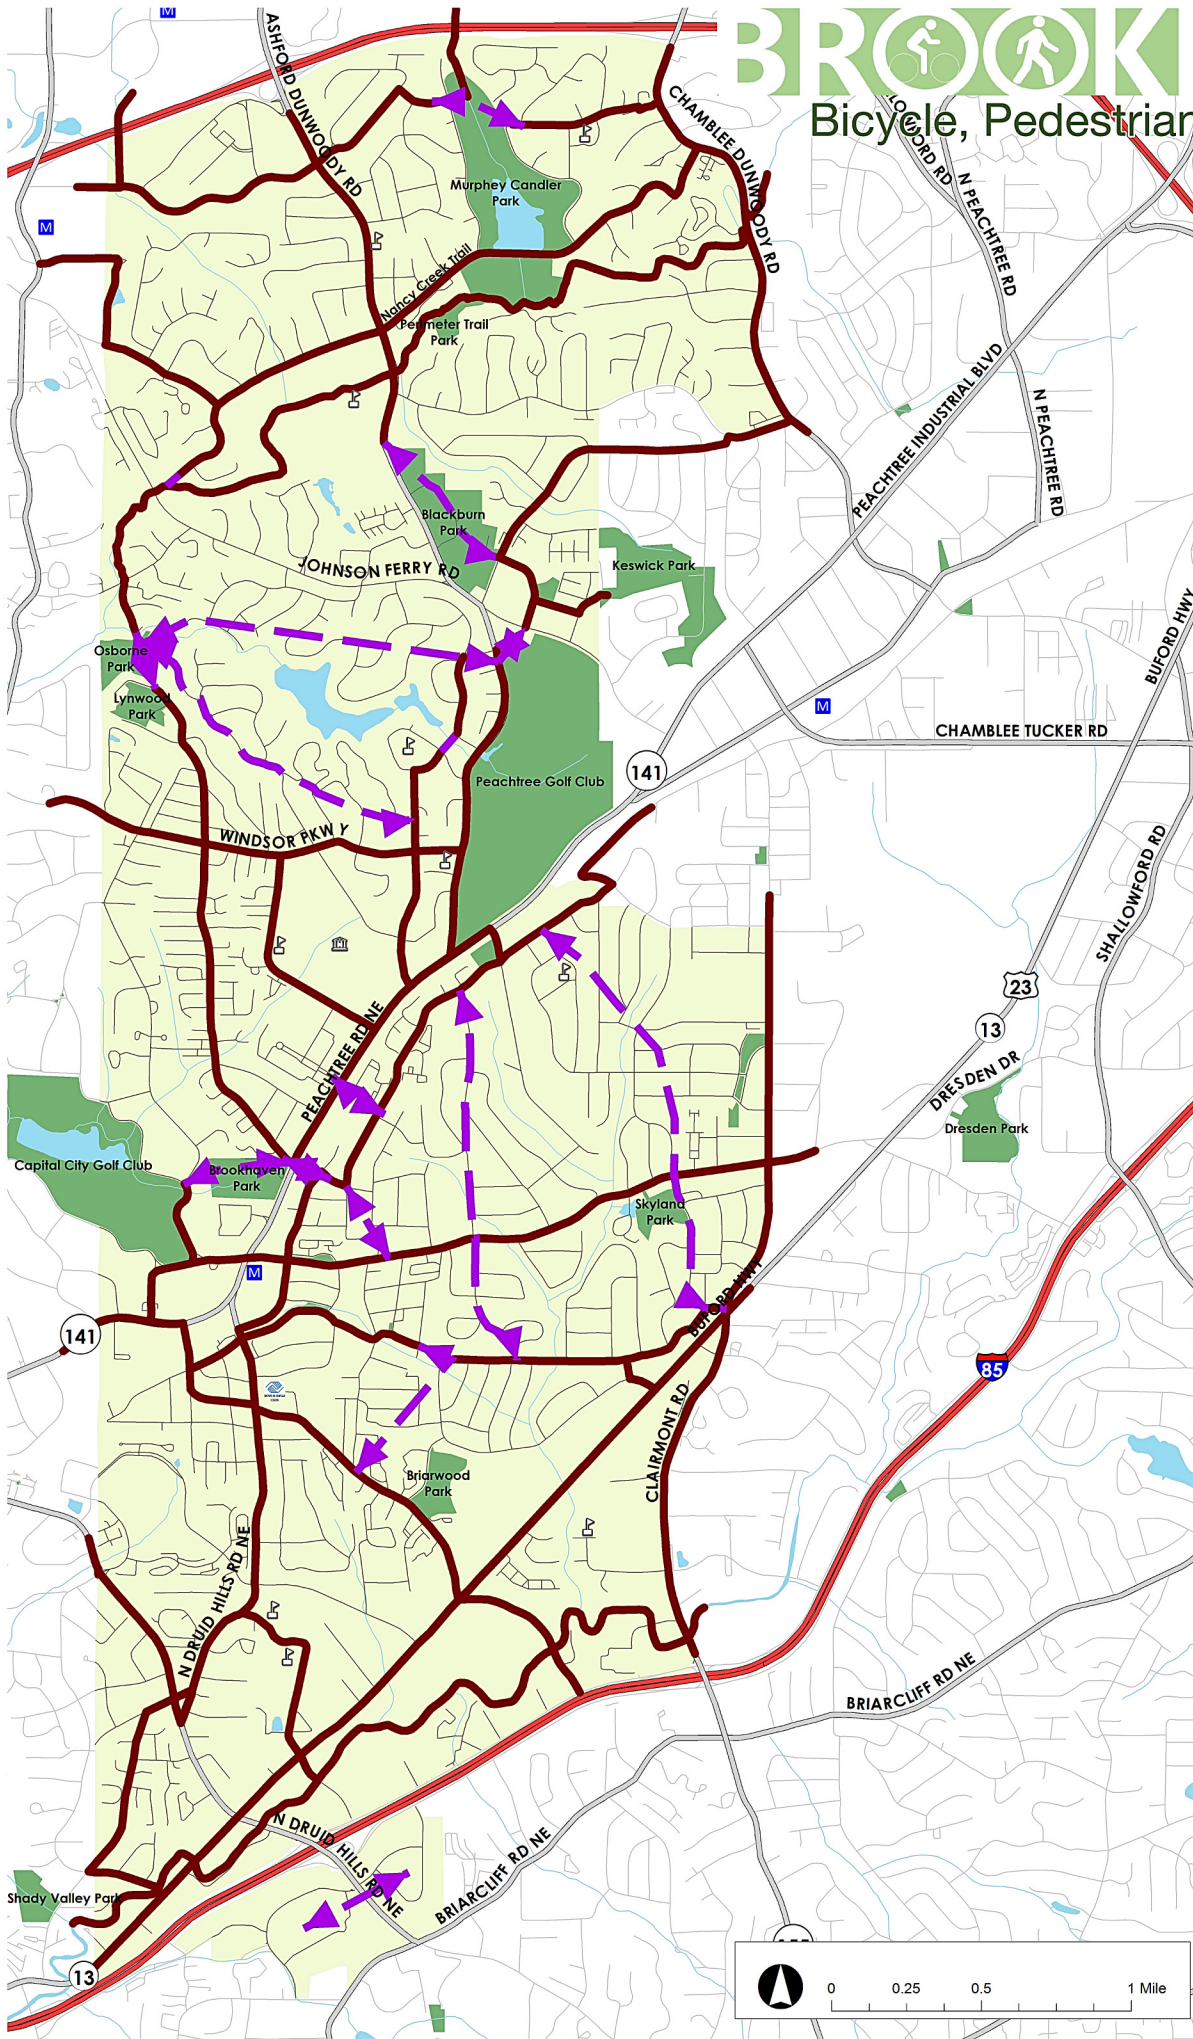 BROOK
Bicycle, Pedestrian
M
ASHFORD DUNWOODY RD
CHAMBLEE DUNWOODY RD
N PEACHTREE RD
Murphey Candler
Park
M
Nancy Creek Trail
Perimeter Trail
Park
PEACHTREE INDUSTRIAL BLVD
N PEACHTREE RD
Blackburn
Park
JOHNSON FERRY RD
Keswick Park
BUFORD HWY
Osborne
Park
Lynwood
Park
M
CHAMBLEE TUCKER RD
141
Peachtree Golf Club
WINDSOR PKWY
SHALLOWFORD RD
23
13
PEACHTREE RD NE
DRESDEN DR
Dresden Park
Capital City Golf Club
Brookhaven
Park
Skyland
Park
M
BUFORD HWY
141
85
CLAIRMONT RD
Briarwood
Park
N DRUID HILLS RD NE
BRIARCLIFF RD NE
N DRUID HILLS RD NE
BRIARCLIFF RD NE
Shady Valley Park
13
0 0.25 0.5 1 Mile